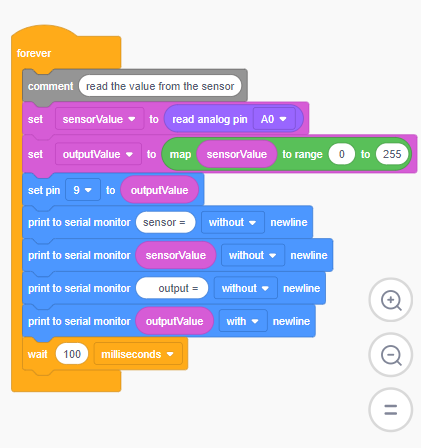 forever
comment read the value from the sensor
set sensorValue to read analog pin A0
set outputValue to map sensorValue to range 0 to 255
set pin 9 to outputValue
print to serial monitor sensor = without newline
print to serial monitor sensorValue without newline
print to serial monitor output = without newline
print to serial monitor outputValue with newline
wait 100 milliseconds